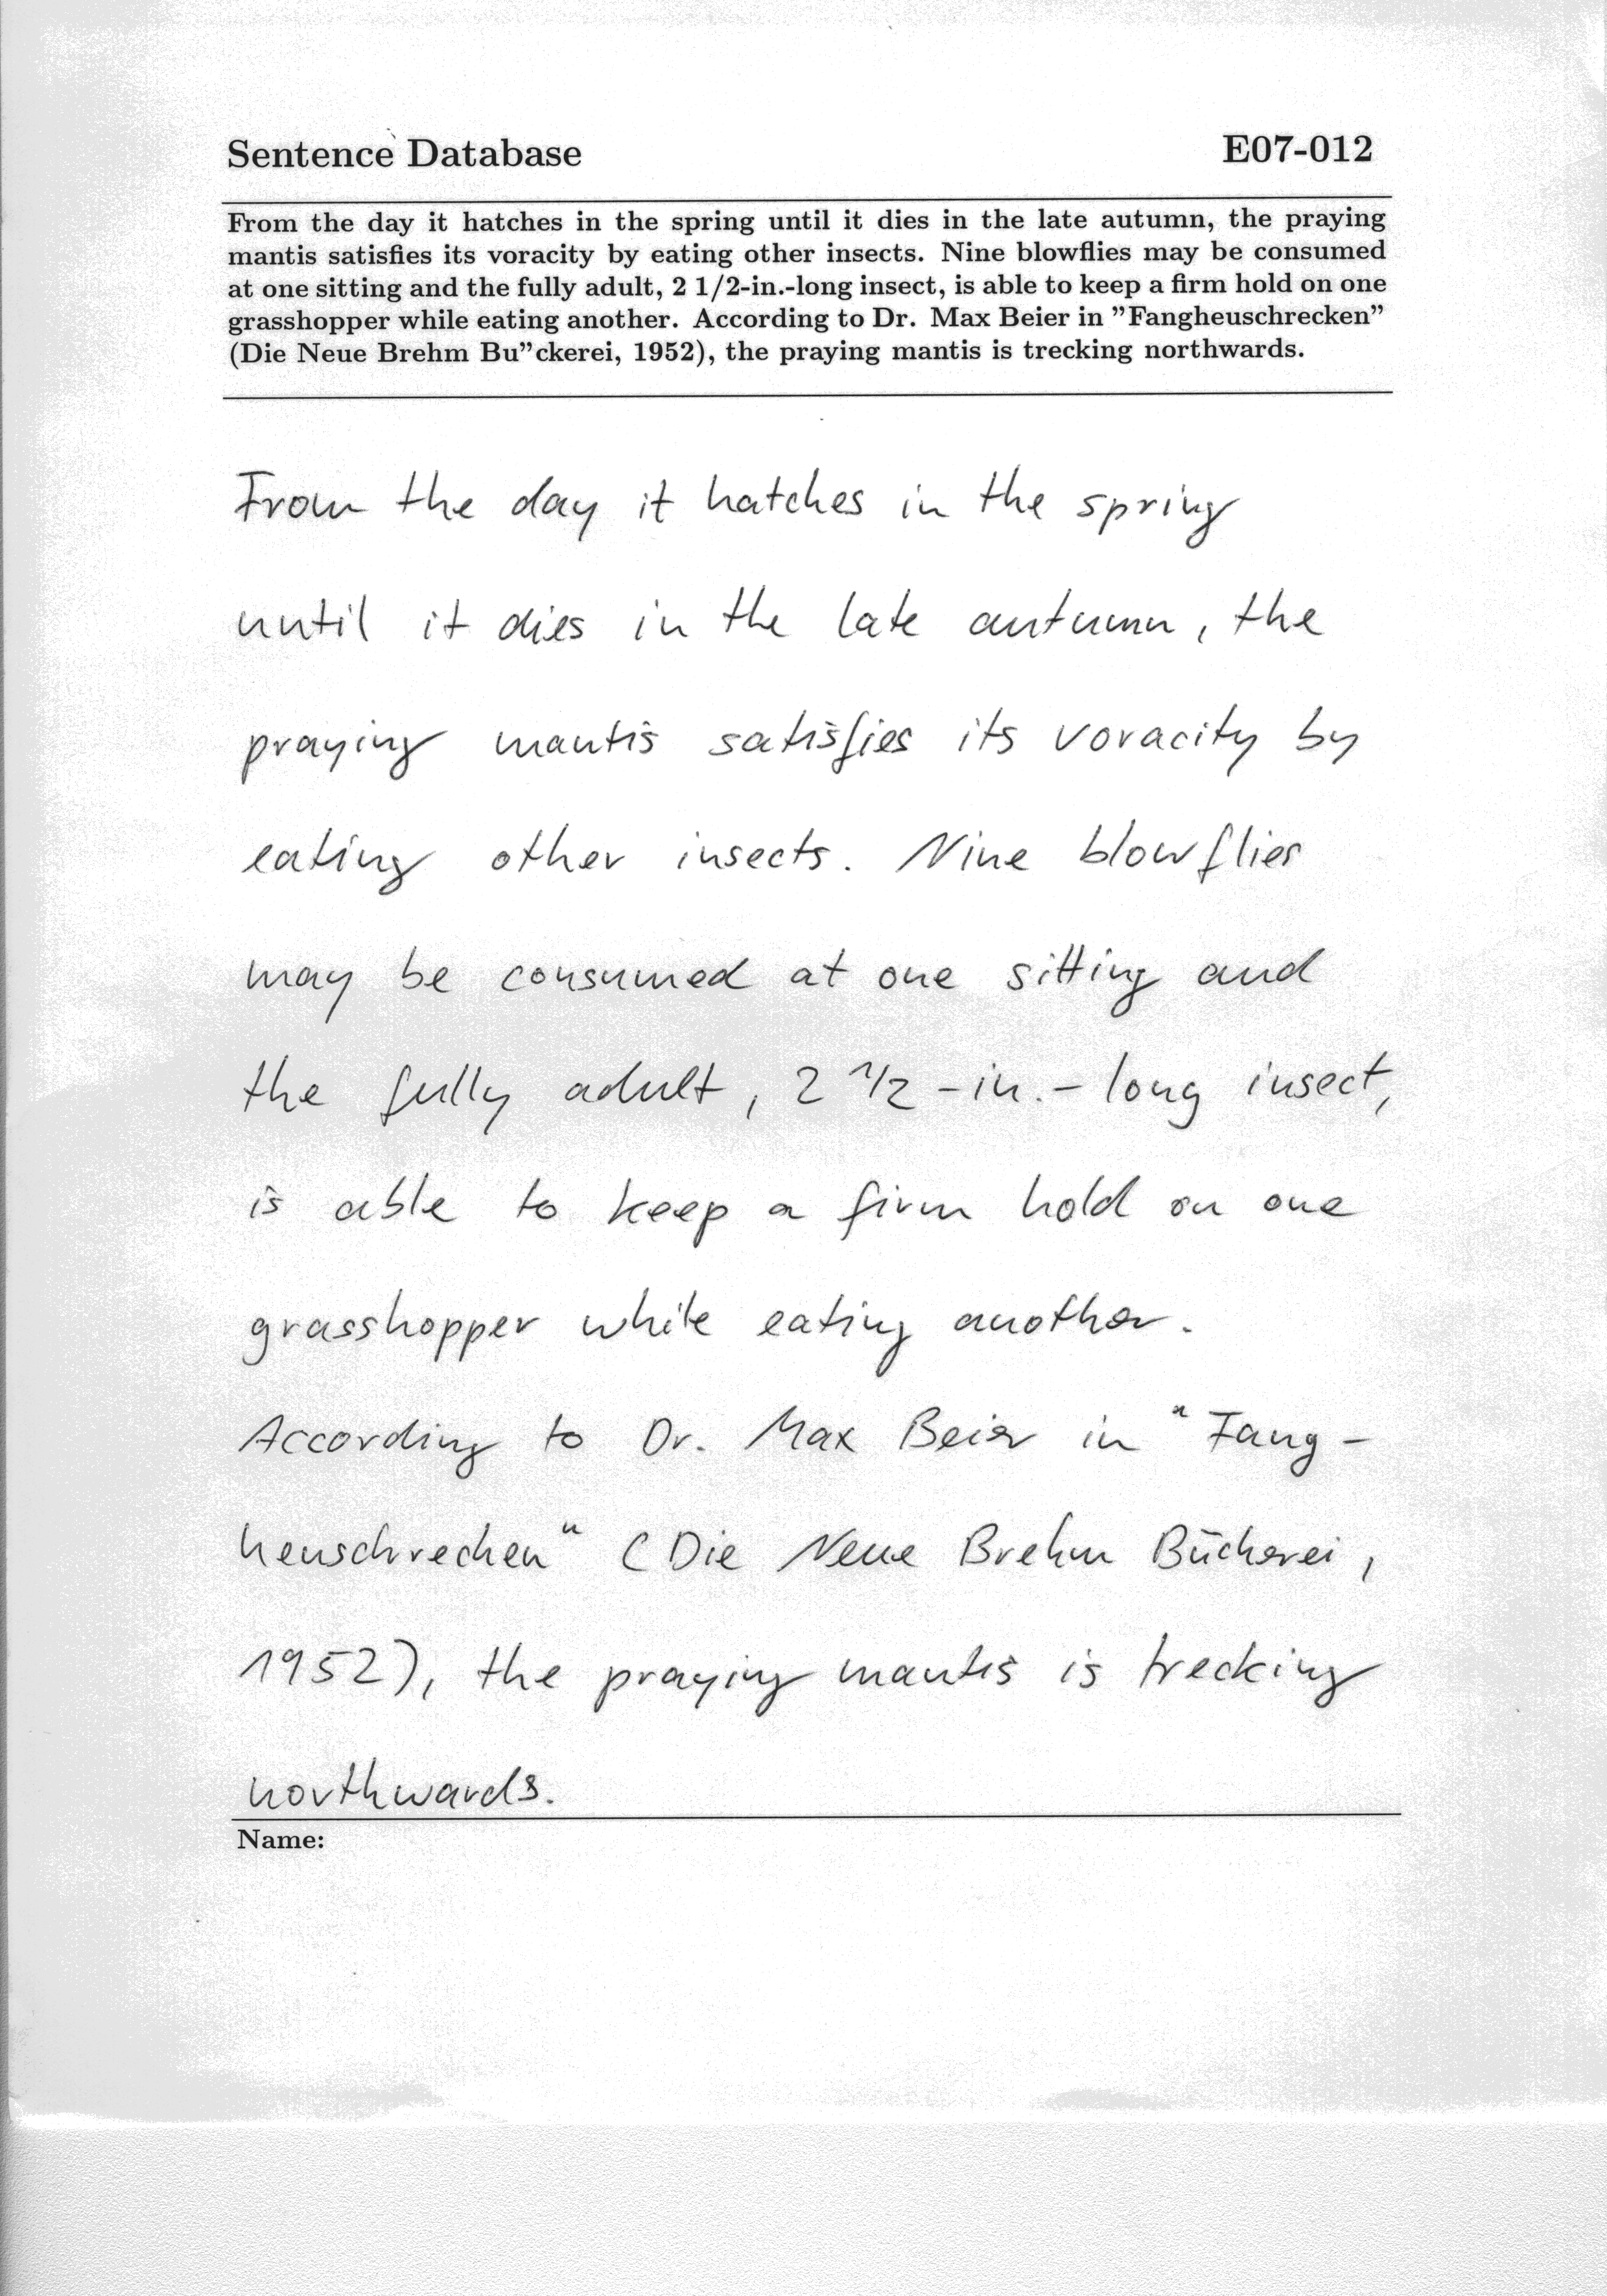 Sentence Database E07-012
From the day it hatches in the spring until it dies in the late autumn, the praying
mantis satisfies its voracity by eating other insects. Nine blowflies may be consumed
at one sitting and the fully adult, 2 1/2-in.-long insect, is able to keep a firm hold on one
grasshopper while eating another. According to Dr. Max Beier in ”Fangheuschrecken”
(Die Neue Brehm Bu”ckerei, 1952), the praying mantis is trecking northwards.
From the day it hatches in the spring
until it dies in the late autumn, the
praying mantis satisfies its voracity by
eating other insects. Nine blowflies
may be consumed at one sitting and
the fully adult, 2 1/2-in.-long insect,
is able to keep a firm hold on one
grasshopper while eating another.
According to Dr. Max Beier in "Fang-
heuschrecken" (Die Neue Brehm Bücherei,
1952), the praying mantis is trecking
northwards.
Name: